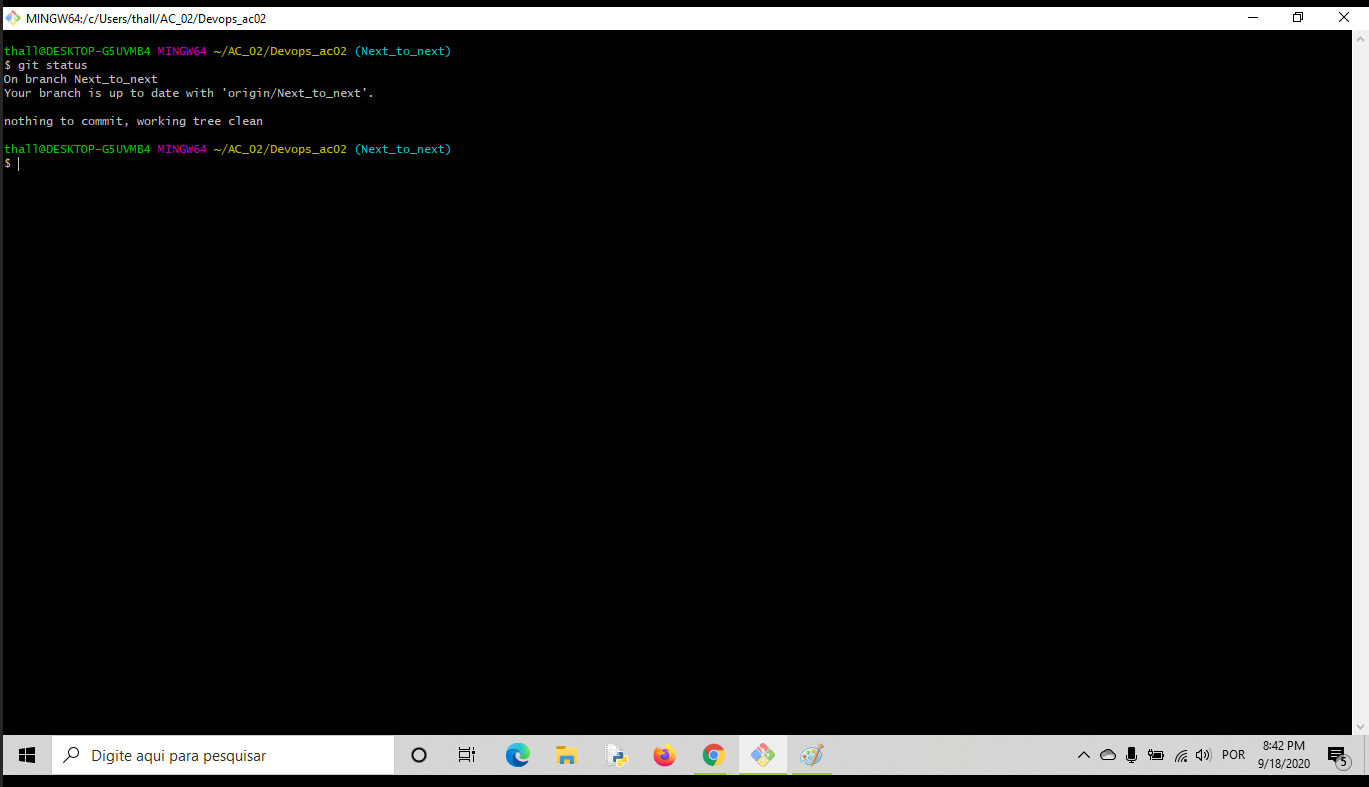 MINGW64:/c/Users/thall/AC_02/Devops_ac02
thall@DESKTOP-G5UVMB4 MINGW64 ~/AC_02/Devops_ac02 (Next_to_next)
$ git status
On branch Next_to_next
Your branch is up to date with 'origin/Next_to_next'.
nothing to commit, working tree clean
thall@DESKTOP-G5UVMB4 MINGW64 ~/AC_02/Devops_ac02 (Next_to_next)
$
Digite aqui para pesquisar
POR
8:42 PM
9/18/2020
5